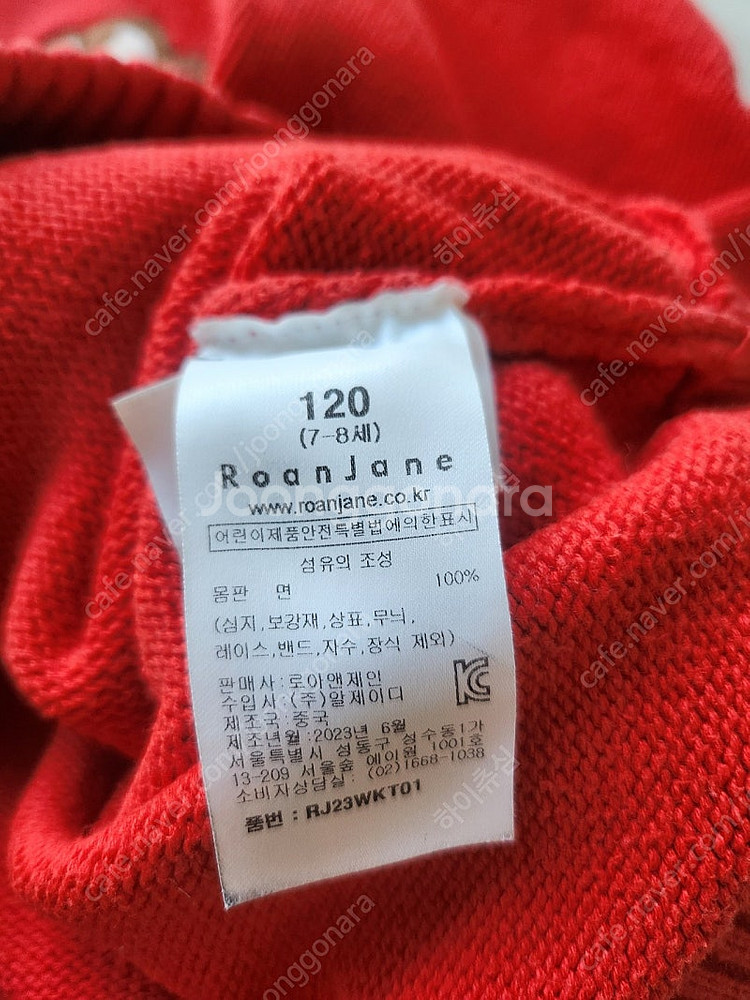 120
(7-8세)
RoanJane
www.roanjane.co.kr
어린이제품안전특별법에의한표시
섬유의 조성
몸판 면 100%
(심지,보강재,상표,무늬,
레이스,밴드,자수,장식 제외)
판매사:로이앤제인
수입사:(주)알제이디
제조국:중국
제조년월:2023년 6월
서울특별시 성동구 성수동1가
13-209 서울숲 에이원 1001호
소비자상담실: (02)1668-1038
품번 : RJ23WKT01
KC
Joonggonara
cafe.naver.com/joonggonara
하이촉심